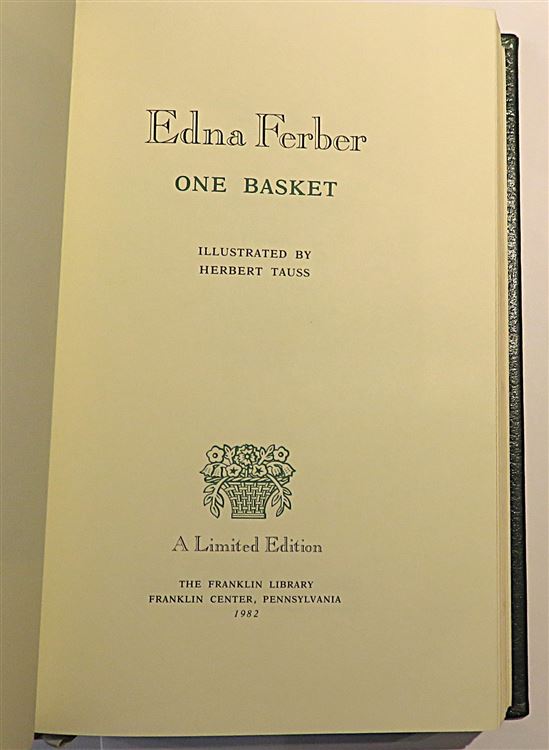 Edna Ferber
ONE BASKET
ILLUSTRATED BY
HERBERT TAUSS
A Limited Edition
THE FRANKLIN LIBRARY
FRANKLIN CENTER, PENNSYLVANIA
1982